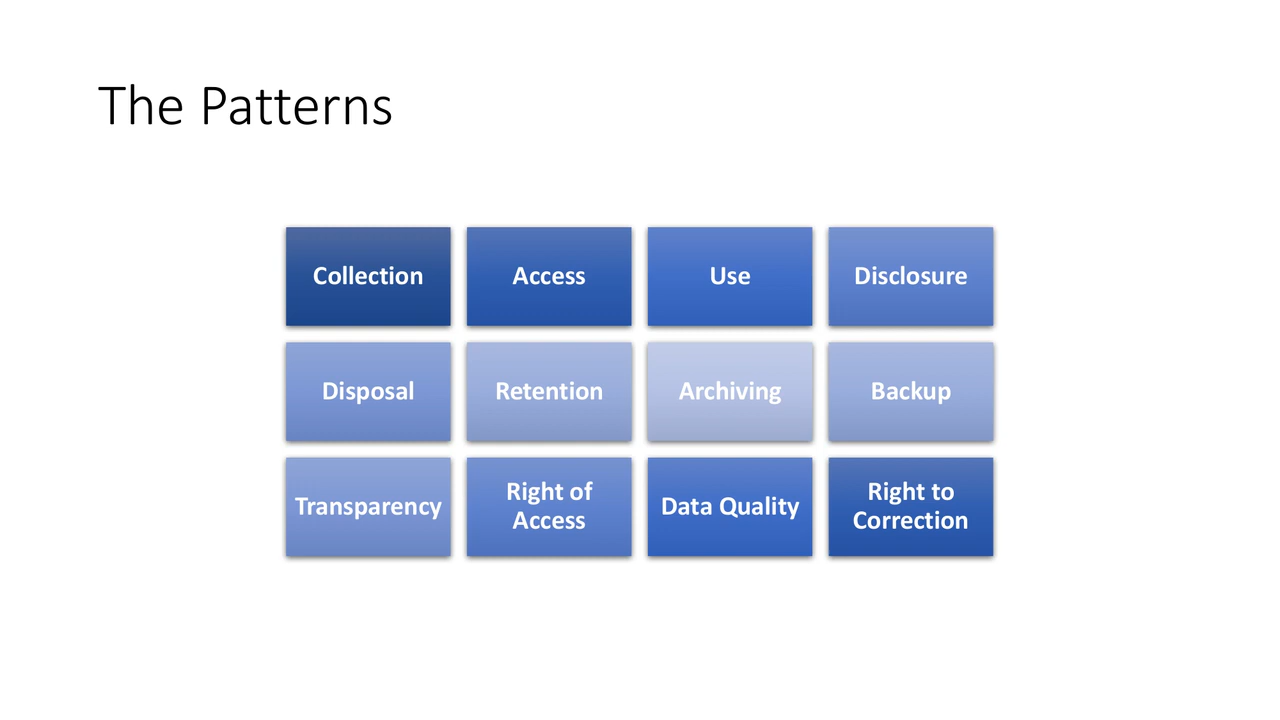 The Patterns
Collection
Access
Use
Disclosure
Disposal
Retention
Archiving
Backup
Transparency
Right of
Access
Data Quality
Right to
Correction